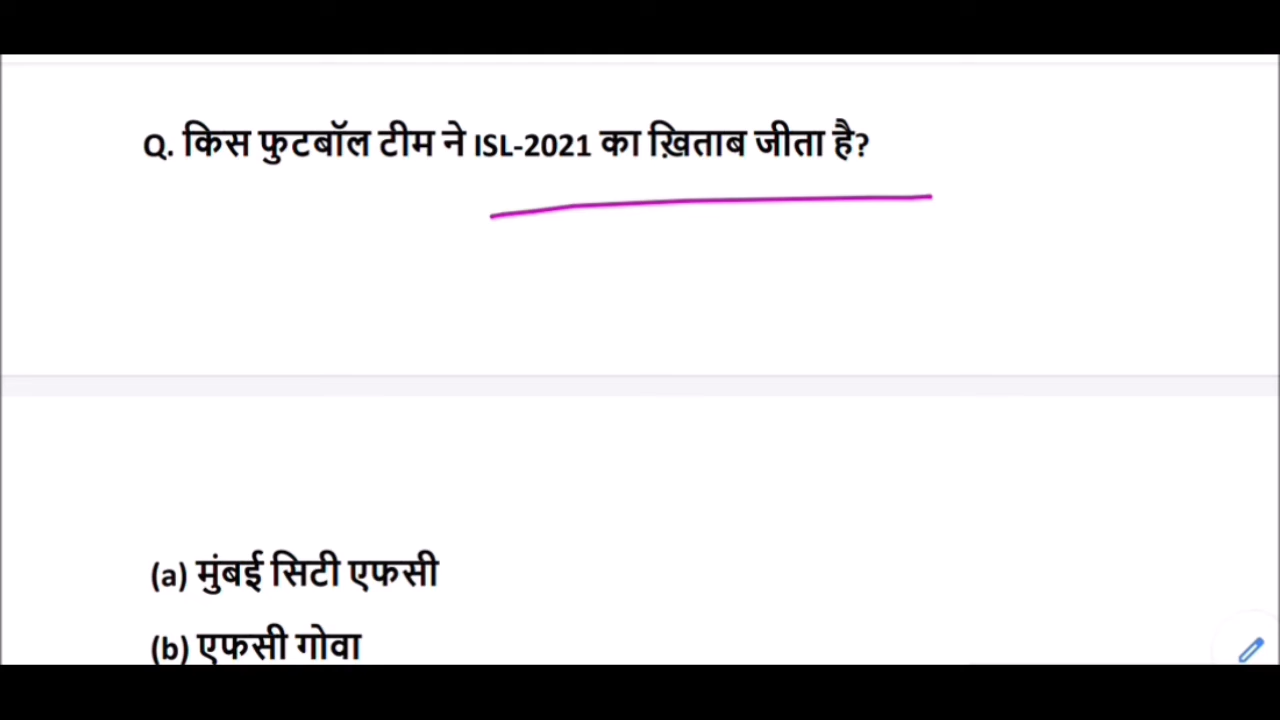 Q. किस फुटबॉल टीम ने ISL-2021 का ख़िताब जीता है?
(a) मुंबई सिटी एफसी
(b) एफसी गोवा